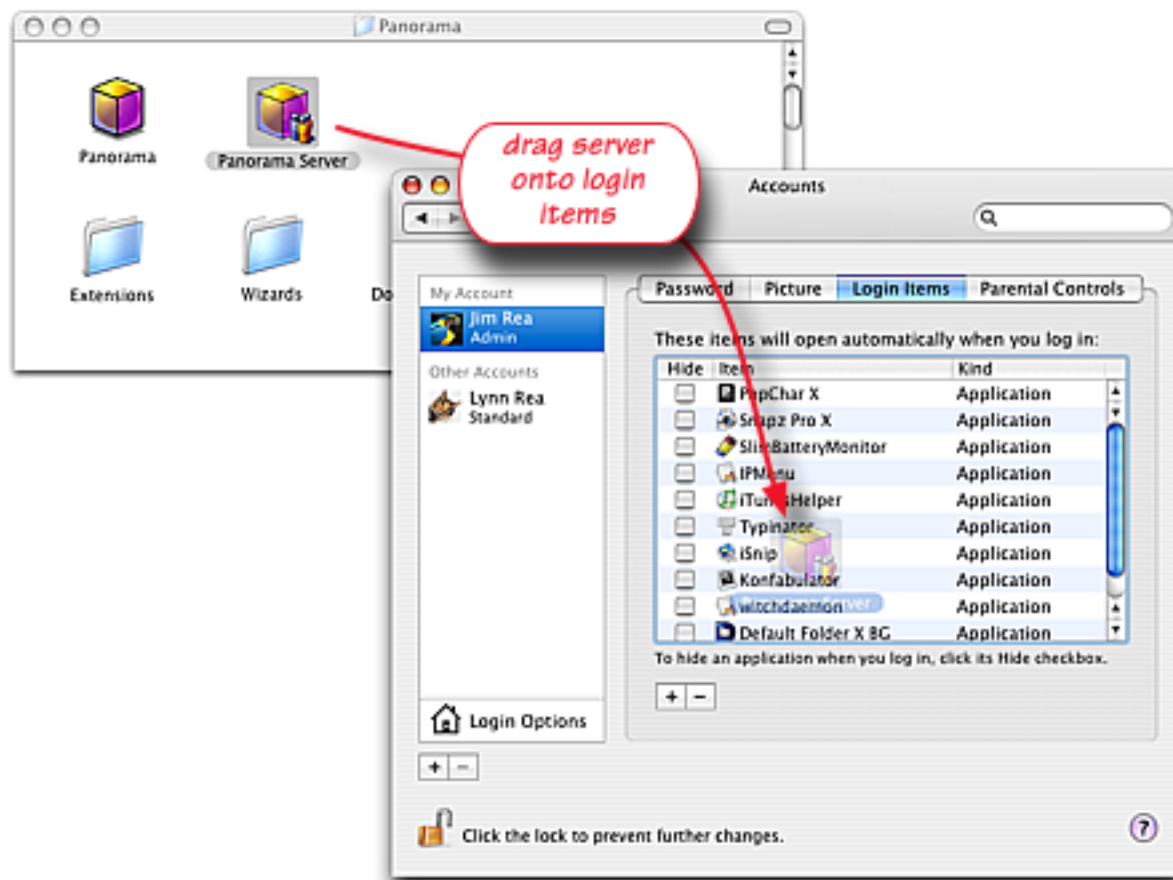 Panorama
Panorama
Panorama Server
Extensions
Wizards
Do
drag server
onto login
items
Accounts
My Account
Jim Rea
Admin
Other Accounts
Lynn Rea
Standard
Login Options
Password Picture Login Items Parental Controls
These items will open automatically when you log in:
Hide Item Kind
PopChar X Application
Snapz Pro X Application
SlimBatteryMonitor Application
IPMenu Application
iTunesHelper Application
Typinator Application
iSnip Application
Konfabulator Application
witchdaemon Application
Panorama Server
Default Folder X BG Application
To hide an application when you log in, click its Hide checkbox.
Click the lock to prevent further changes.